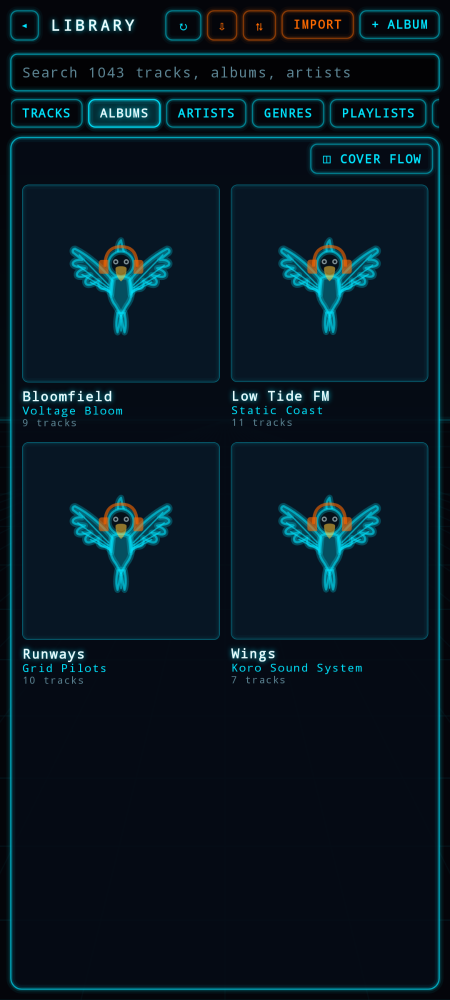 LIBRARY
IMPORT
+ ALBUM
Search 1043 tracks, albums, artists
TRACKS
ALBUMS
ARTISTS
GENRES
PLAYLISTS
COVER FLOW
Bloomfield
Voltage Bloom
9 tracks
Low Tide FM
Static Coast
11 tracks
Runways
Grid Pilots
10 tracks
Wings
Koro Sound System
7 tracks